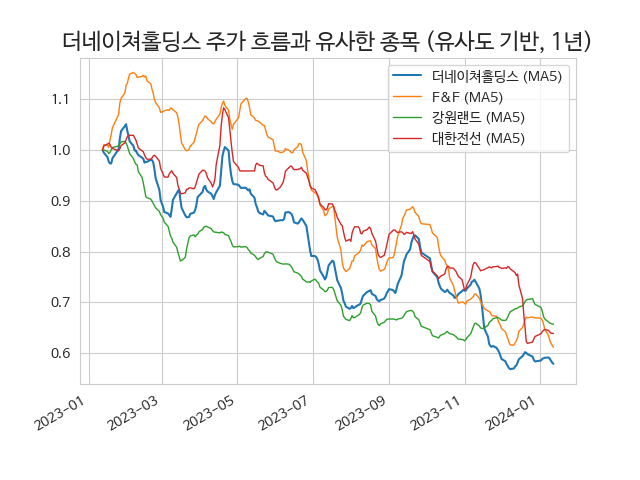 더네이쳐홀딩스 주가 흐름과 유사한 종목 (유사도 기반, 1년)
더네이쳐홀딩스 (MA5)
F&F (MA5)
강원랜드 (MA5)
대한전선 (MA5)
1.1
1.0
0.9
0.8
0.7
0.6
2023-01
2023-03
2023-05
2023-07
2023-09
2023-11
2024-01